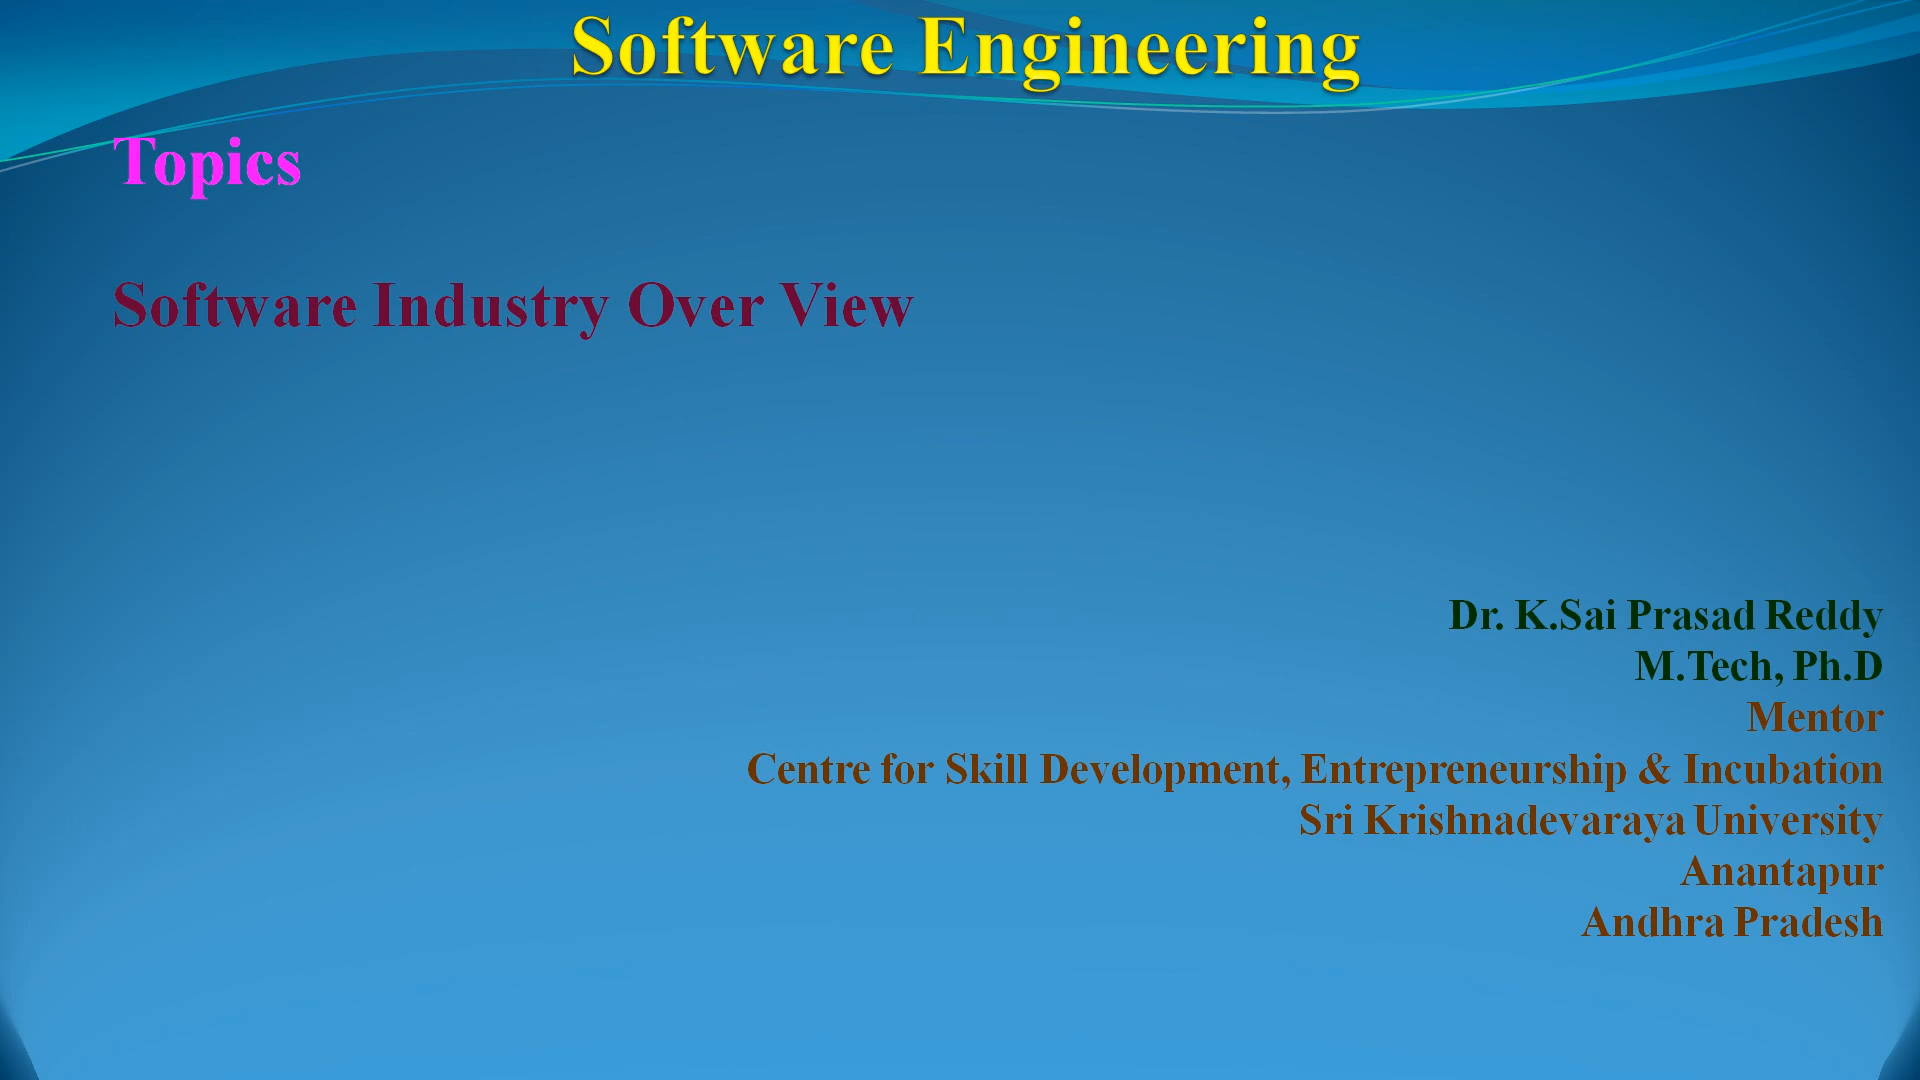 Software Engineering
Topics
Software Industry Over View
Dr. K.Sai Prasad Reddy
M.Tech, Ph.D
Mentor
Centre for Skill Development, Entrepreneurship & Incubation
Sri Krishnadevaraya University
Anantapur
Andhra Pradesh